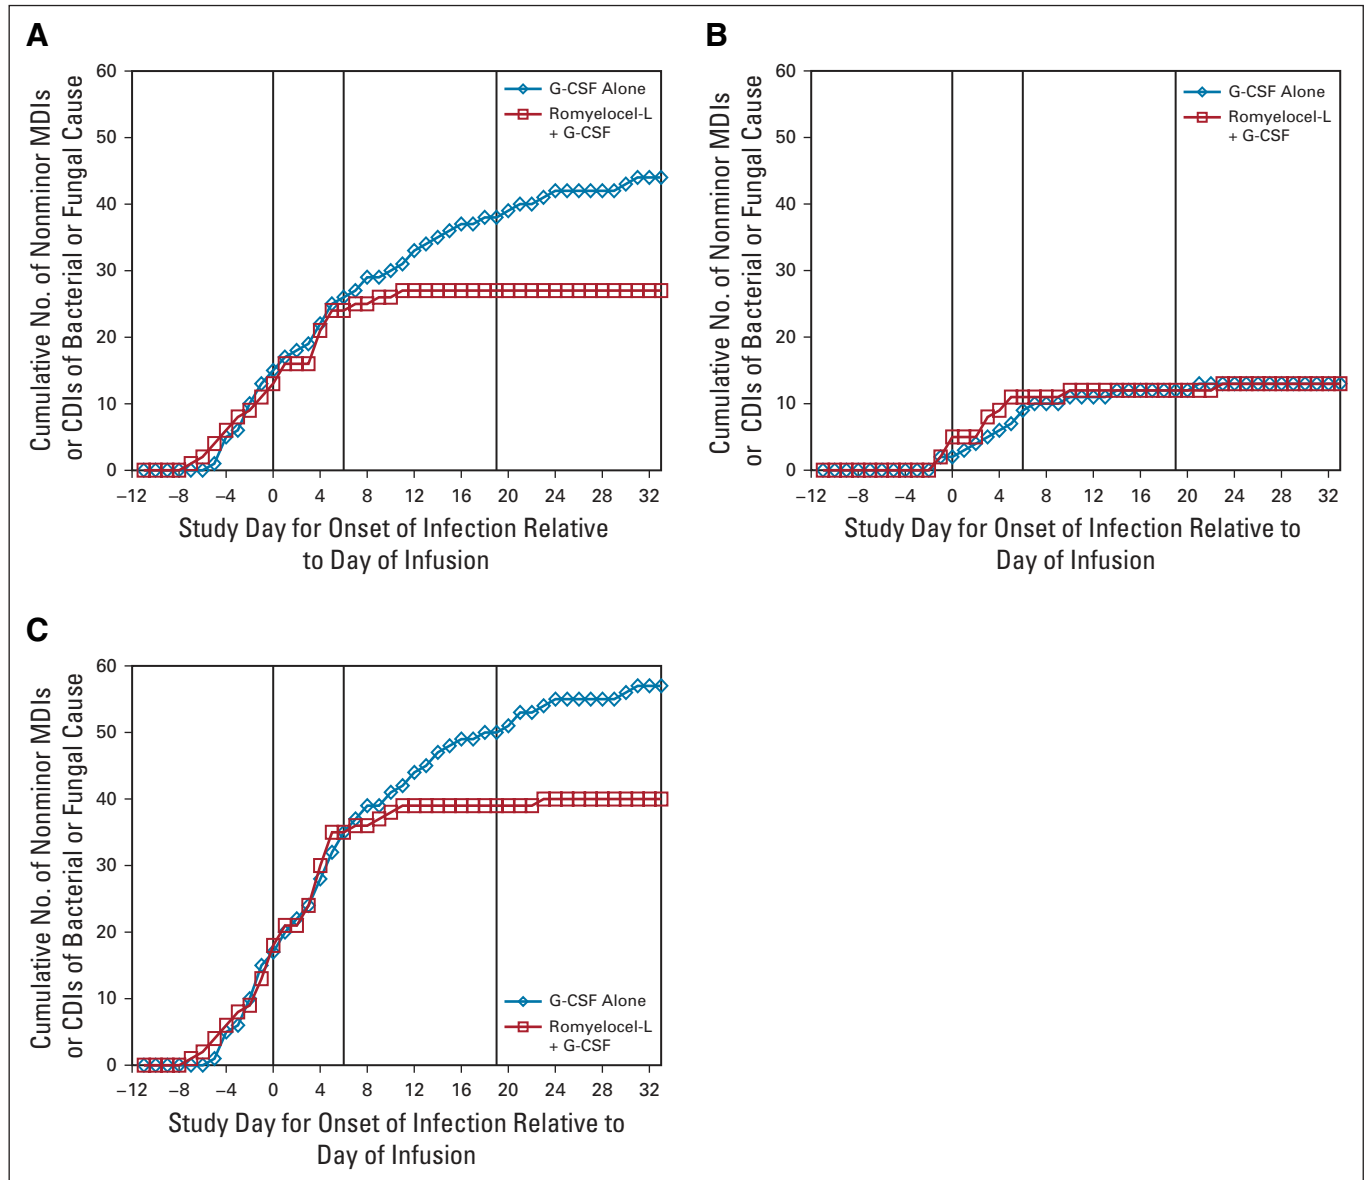 A
Cumulative No. of Nonminor MDIs
or CDIs of Bacterial or Fungal Cause
60
50
40
30
20
10
0
−12 −8 −4 0 4 8 12 16 20 24 28 32
G-CSF Alone
Romyelocel-L
+ G-CSF
Study Day for Onset of Infection Relative
to Day of Infusion
B
Cumulative No. of Nonminor MDIs
or CDIs of Bacterial or Fungal Cause
60
50
40
30
20
10
0
−12 −8 −4 0 4 8 12 16 20 24 28 32
G-CSF Alone
Romyelocel-L
+ G-CSF
Study Day for Onset of Infection Relative to
Day of Infusion
C
Cumulative No. of Nonminor MDIs
or CDIs of Bacterial or Fungal Cause
60
50
40
30
20
10
0
−12 −8 −4 0 4 8 12 16 20 24 28 32
G-CSF Alone
Romyelocel-L
+ G-CSF
Study Day for Onset of Infection Relative to
Day of Infusion